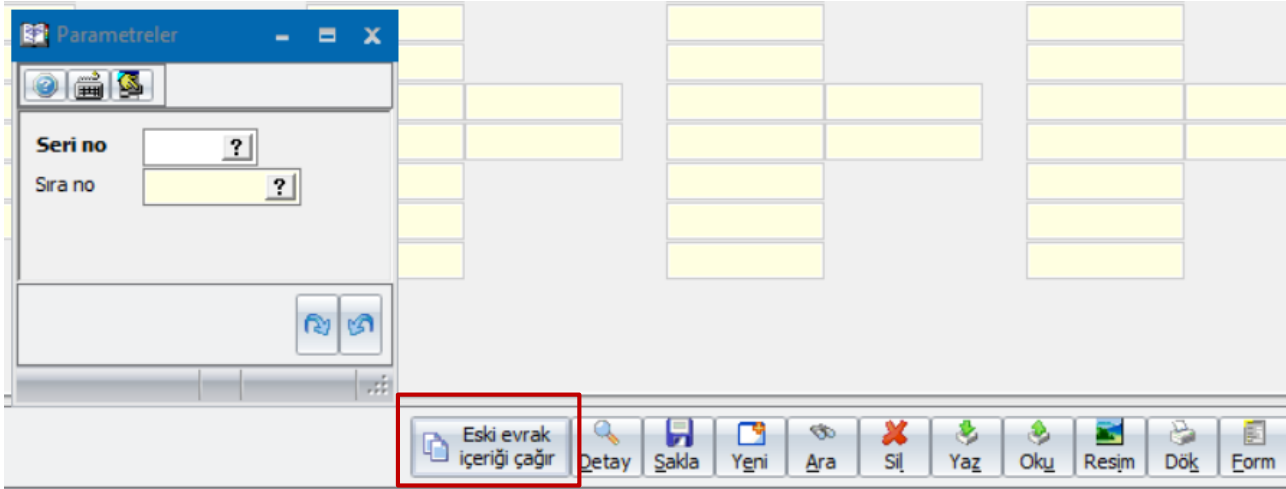 Parametreler
Seri no ?
Sıra no ?
Eski evrak
içeriği çağır
Detay
Sakla
Yeni
Ara
Sil
Yaz
Oku
Resim
Dök
Form